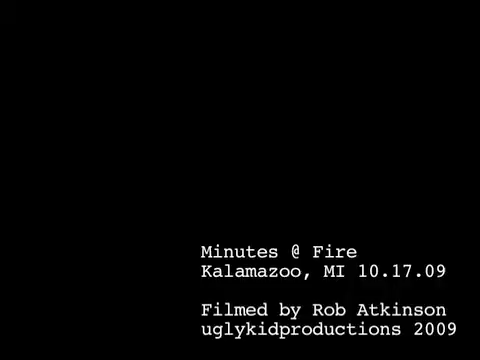 Minutes @ Fire
Kalamazoo, MI 10.17.09
Filmed by Rob Atkinson
uglykidproductions 2009